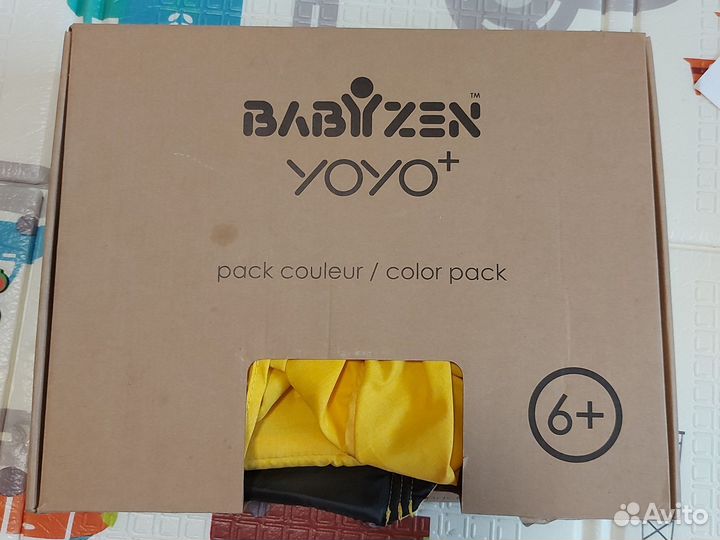 BABYZEN™
YOYO+
pack couleur / color pack
6+
Avito